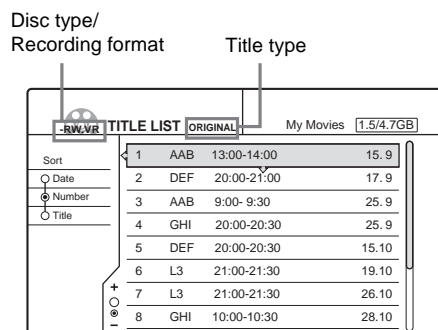 Disc type/
Recording format
Title type
-RW.VR TITLE LIST ORIGINAL My Movies 1.5/4.7GB
Sort
Date
Number
Title
1 AAB 13:00-14:00 15. 9
2 DEF 20:00-21:00 17. 9
3 AAB 9:00- 9:30 25. 9
4 GHI 20:00-20:30 25. 9
5 DEF 20:00-20:30 15.10
6 L3 21:00-21:30 19.10
7 L3 21:00-21:30 26.10
8 GHI 10:00-10:30 28.10
+
–